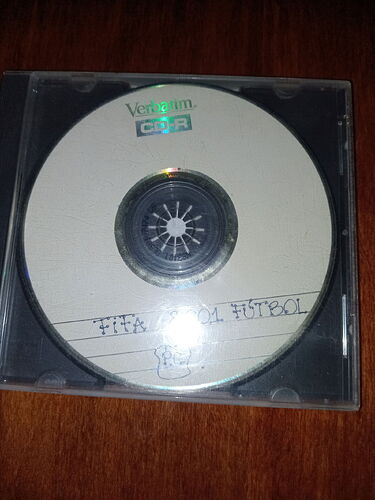 Verbatim
CD-R
FIFA 2001 FÚTBOL
PC